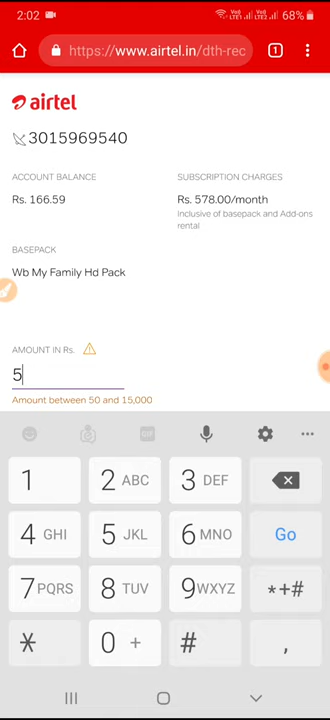 2:02 68%
https://www.airtel.in/dth-rec 1
airtel
3015969540
ACCOUNT BALANCE SUBSCRIPTION CHARGES
Rs. 166.59 Rs. 578.00/month
Inclusive of basepack and Add-ons
rental
BASEPACK
Wb My Family Hd Pack
AMOUNT IN Rs.
5
Amount between 50 and 15,000
GIF
1 2 ABC 3 DEF
4 GHI 5 JKL 6 MNO Go
7 PQRS 8 TUV 9 WXYZ *+#
* 0 + # ,